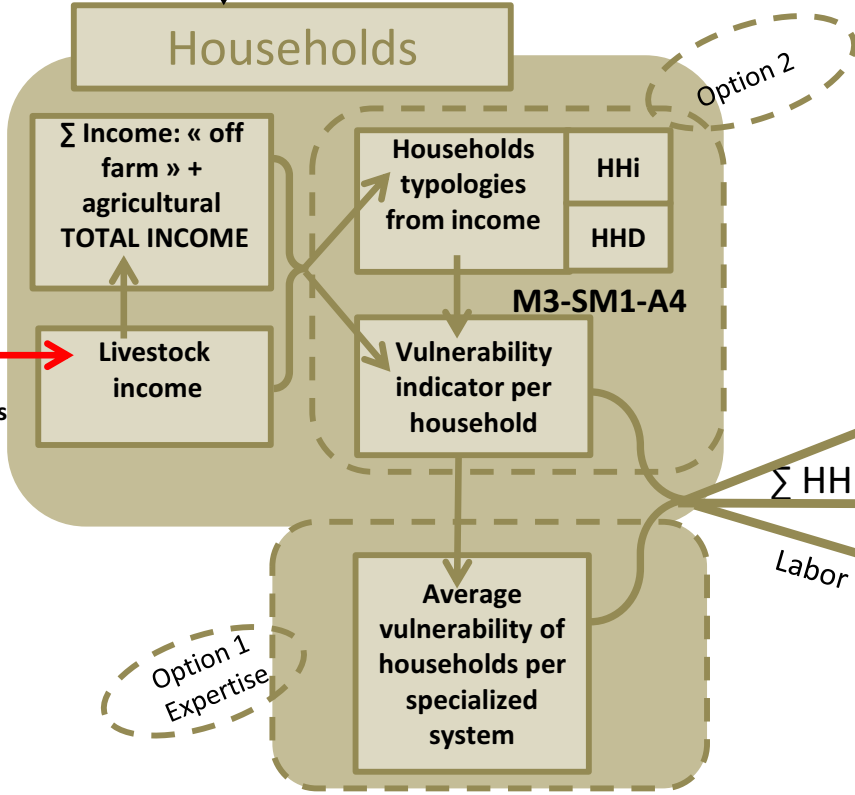 Households
Option 2
∑ Income: « off
farm » +
agricultural
TOTAL INCOME
Households
typologies
from income
HHi
HHD
M3-SM1-A4
Livestock
income
s
Vulnerability
indicator per
household
∑ HH
Labor
Option 1
Expertise
Average
vulnerability of
households per
specialized
system